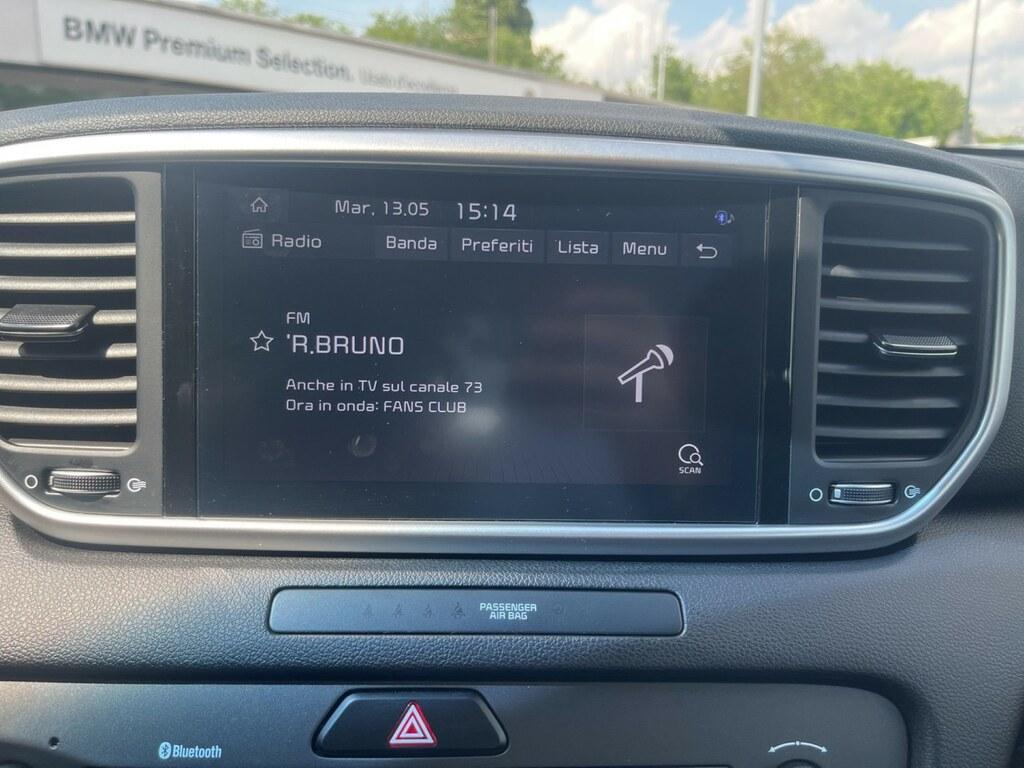 BMW Premium Selection.
Mar. 13.05 15:14
Radio Banda Preferiti Lista Menu
FM
'R.BRUNO
Anche in TV sul canale 73
Ora in onda: FANS CLUB
SCAN
PASSENGER
AIR BAG
Bluetooth